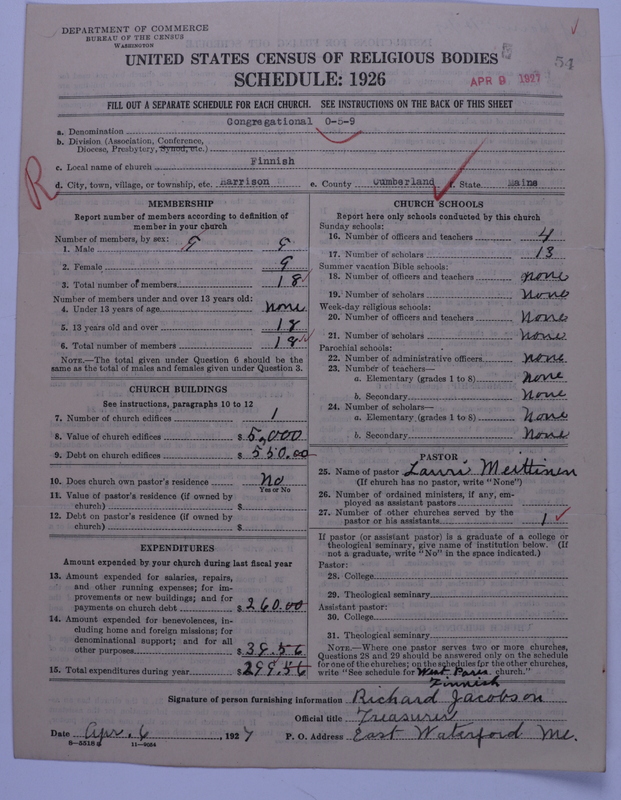 DEPARTMENT OF COMMERCE
BUREAU OF THE CENSUS
WASHINGTON
54
UNITED STATES CENSUS OF RELIGIOUS BODIES
SCHEDULE: 1926
APR 9 1927
FILL OUT A SEPARATE SCHEDULE FOR EACH CHURCH. SEE INSTRUCTIONS ON THE BACK OF THIS SHEET
a. Denomination Congregational 0-5-9
b. Division (Association, Conference, Diocese, Presbytery, Synod, etc.)
c. Local name of church Finnish
R
d. City, town, village, or township, etc. Harrison e. County Cumberland f. State Maine
MEMBERSHIP
Report number of members according to definition of
member in your church
Number of members, by sex:
1. Male 9 9
2. Female 9
3. Total number of members 18
Number of members under and over 13 years old:
4. Under 13 years of age none
5. 13 years old and over 18
6. Total number of members 18
NOTE.—The total given under Question 6 should be the
same as the total of males and females given under Question 3.
CHURCH BUILDINGS
See instructions, paragraphs 10 to 12
7. Number of church edifices 1
8. Value of church edifices $ 5,000
9. Debt on church edifices $ 550.00
10. Does church own pastor's residence No
Yes or No
11. Value of pastor's residence (if owned by
church) $
12. Debt on pastor's residence (if owned by
church) $
EXPENDITURES
Amount expended by your church during last fiscal year
13. Amount expended for salaries, repairs,
and other running expenses; for im-
provements or new buildings; and for
payments on church debt $ 260.00
14. Amount expended for benevolences, in-
cluding home and foreign missions; for
denominational support; and for all
other purposes $ 39.56
15. Total expenditures during year $ 299.56
CHURCH SCHOOLS
Report here only schools conducted by this church
Sunday schools:
16. Number of officers and teachers 4
17. Number of scholars 13
Summer vacation Bible schools:
18. Number of officers and teachers none
19. Number of scholars None
Week-day religious schools:
20. Number of officers and teachers None
21. Number of scholars None
Parochial schools:
22. Number of administrative officers none
23. Number of teachers—
a. Elementary (grades 1 to 8) none
b. Secondary None
24. Number of scholars—
a. Elementary (grades 1 to 8) None
b. Secondary None
PASTOR
25. Name of pastor Lauri
(If church has no pastor, write "None")
26. Number of ordained ministers, if any, em-
ployed as assistant pastors
27. Number of other churches served by the
pastor or his assistants 1
If pastor (or assistant pastor) is a graduate of a college or
theological seminary, give name of institution below. (If
not a graduate, write "No" in the space indicated.)
Pastor:
28. College
29. Theological seminary
Assistant pastor:
30. College
31. Theological seminary
NOTE.—Where one pastor serves two or more churches,
Questions 28 and 29 should be answered only on the schedule
for one of the churches; on the schedules for the other churches,
write "See schedule for West Paris church."
Finnish
Signature of person furnishing information Richard Jacobson
Official title Treasurer
Date Apr. 6, 1927 P. O. Address East Waterford Me.
8-5518 a 11-9054